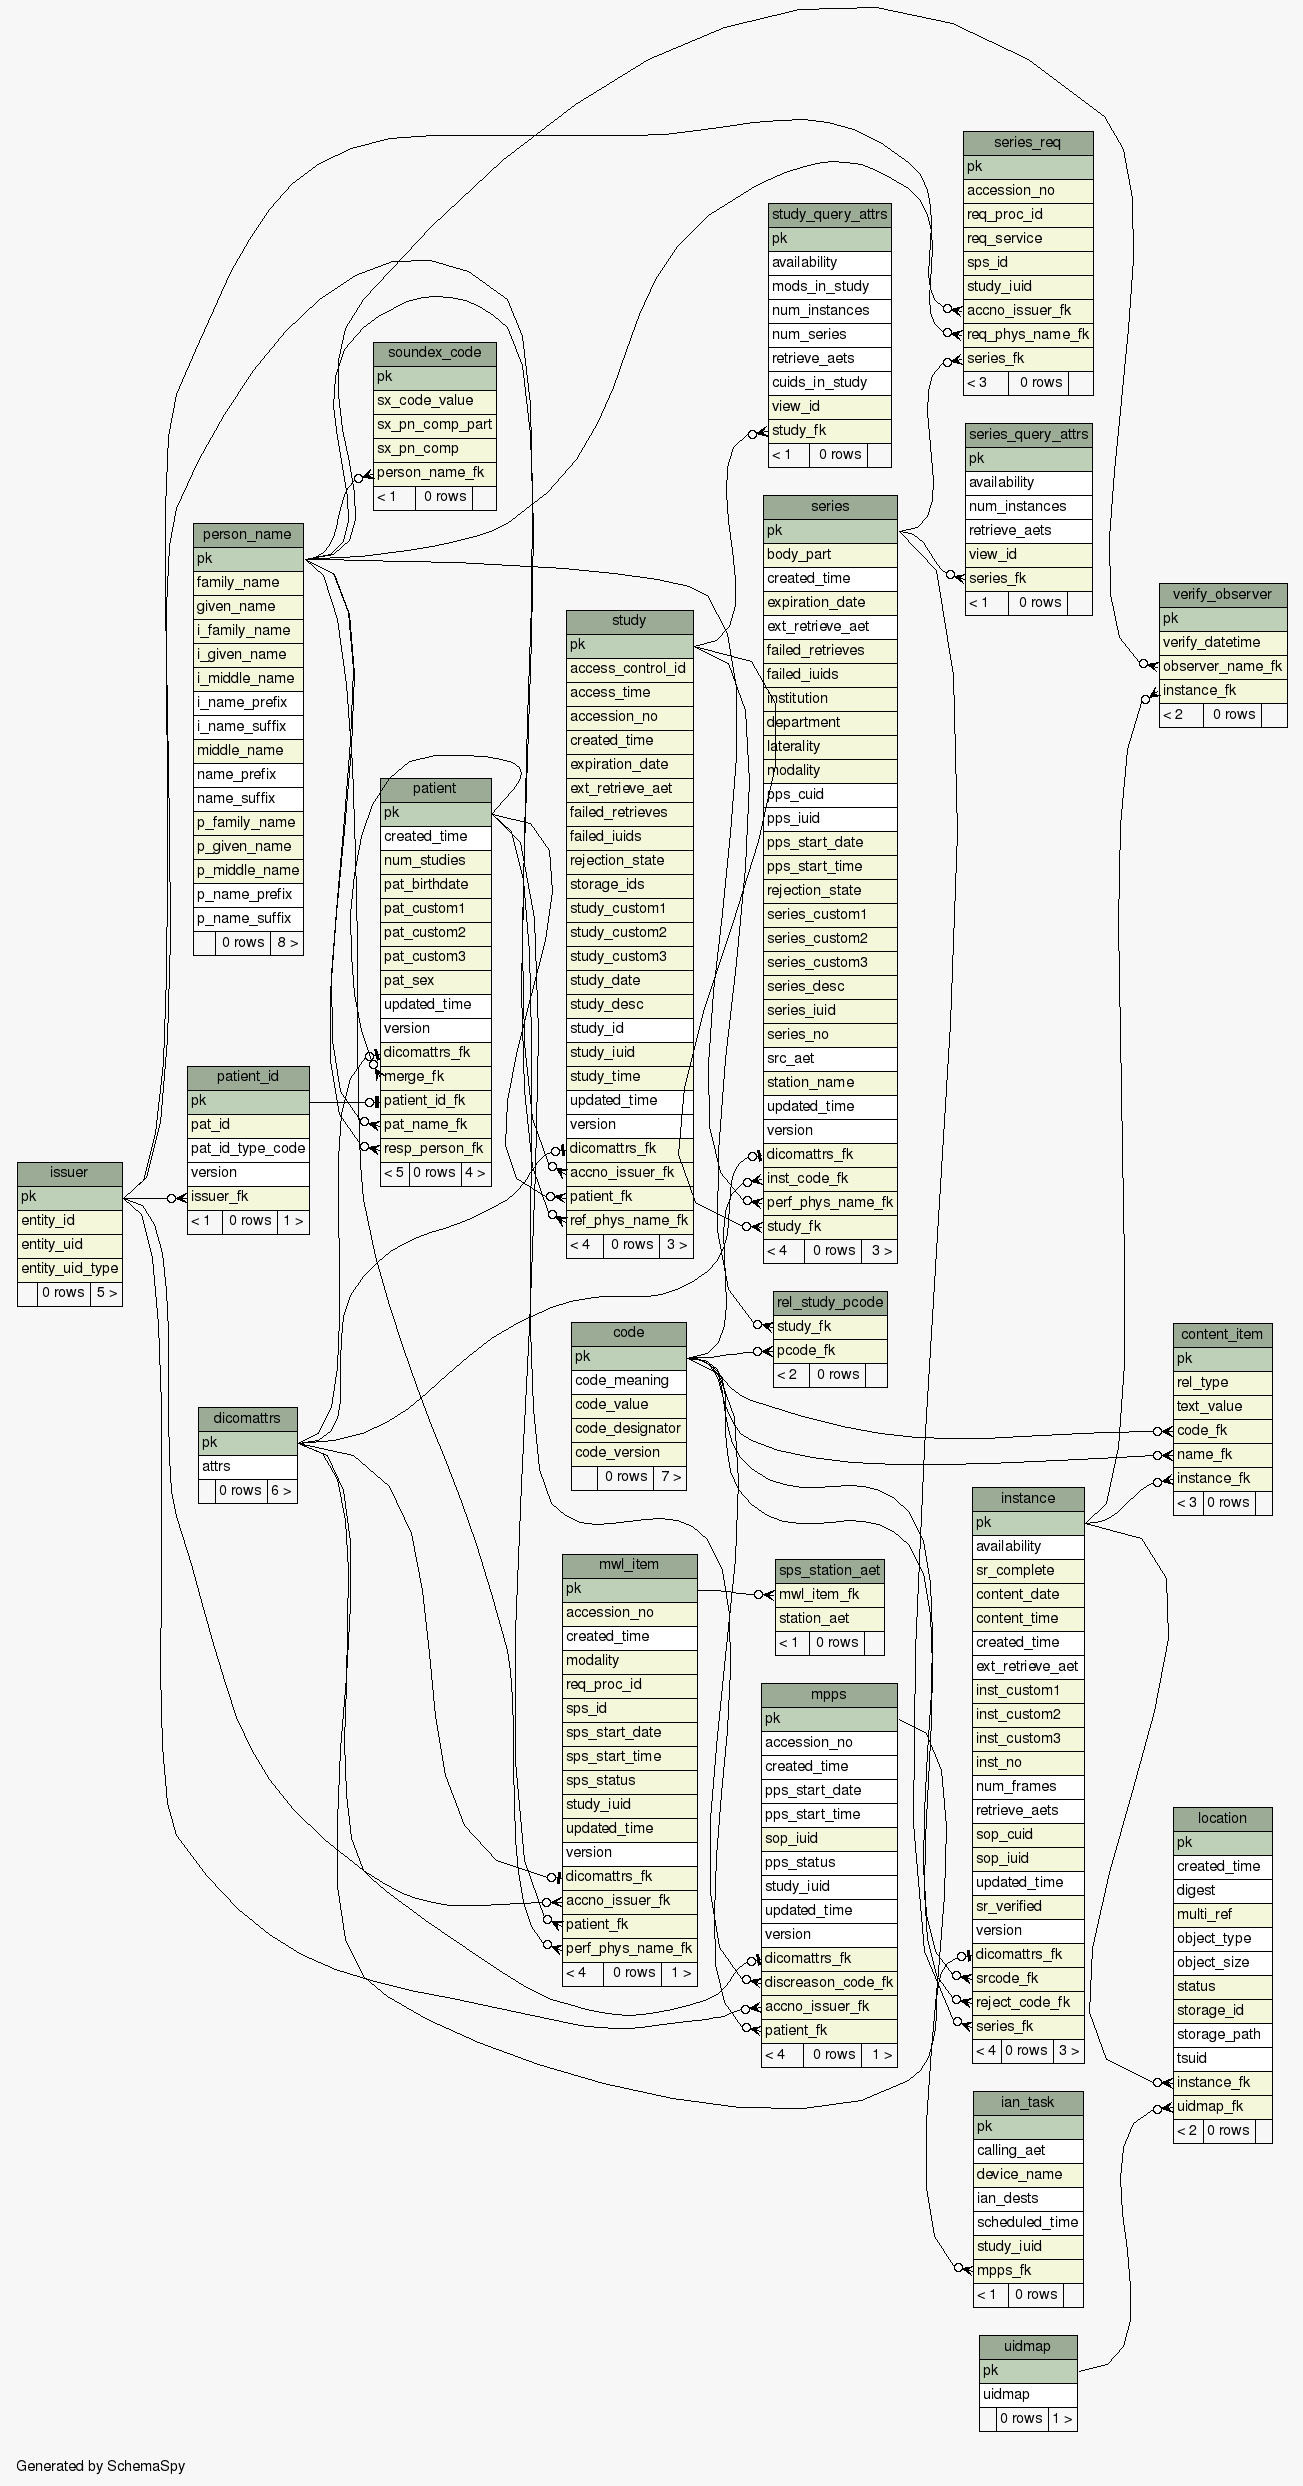 series_req
pk
accession_no
req_proc_id
req_service
sps_id
study_iuid
accno_issuer_fk
req_phys_name_fk
series_fk
< 3 0 rows
study_query_attrs
pk
availability
mods_in_study
num_instances
num_series
retrieve_aets
cuids_in_study
view_id
study_fk
< 1 0 rows
soundex_code
pk
sx_code_value
sx_pn_comp_part
sx_pn_comp
person_name_fk
< 1 0 rows
series_query_attrs
pk
availability
num_instances
retrieve_aets
view_id
series_fk
< 1 0 rows
person_name
pk
family_name
given_name
i_family_name
i_given_name
i_middle_name
i_name_prefix
i_name_suffix
middle_name
name_prefix
name_suffix
p_family_name
p_given_name
p_middle_name
p_name_prefix
p_name_suffix
0 rows 8 >
series
pk
body_part
created_time
expiration_date
ext_retrieve_aet
failed_retrieves
failed_iuids
institution
department
laterality
modality
pps_cuid
pps_iuid
pps_start_date
pps_start_time
rejection_state
series_custom1
series_custom2
series_custom3
series_desc
series_iuid
series_no
src_aet
station_name
updated_time
version
dicomattrs_fk
inst_code_fk
perf_phys_name_fk
study_fk
< 4 0 rows 3 >
verify_observer
pk
verify_datetime
observer_name_fk
instance_fk
< 2 0 rows
study
pk
access_control_id
access_time
accession_no
created_time
expiration_date
ext_retrieve_aet
failed_retrieves
failed_iuids
rejection_state
storage_ids
study_custom1
study_custom2
study_custom3
study_date
study_desc
study_id
study_iuid
study_time
updated_time
version
dicomattrs_fk
accno_issuer_fk
patient_fk
ref_phys_name_fk
< 4 0 rows 3 >
patient
pk
created_time
num_studies
pat_birthdate
pat_custom1
pat_custom2
pat_custom3
pat_sex
updated_time
version
dicomattrs_fk
merge_fk
patient_id_fk
pat_name_fk
resp_person_fk
< 5 0 rows 4 >
patient_id
pk
pat_id
pat_id_type_code
version
issuer_fk
< 1 0 rows 1 >
issuer
pk
entity_id
entity_uid
entity_uid_type
0 rows 5 >
rel_study_pcode
study_fk
pcode_fk
< 2 0 rows
code
pk
code_meaning
code_value
code_designator
code_version
0 rows 7 >
content_item
pk
rel_type
text_value
code_fk
name_fk
instance_fk
< 3 0 rows
dicomattrs
pk
attrs
0 rows 6 >
instance
pk
availability
sr_complete
content_date
content_time
created_time
ext_retrieve_aet
inst_custom1
inst_custom2
inst_custom3
inst_no
num_frames
retrieve_aets
sop_cuid
sop_iuid
updated_time
sr_verified
version
dicomattrs_fk
srcode_fk
reject_code_fk
series_fk
< 4 0 rows 3 >
mwl_item
pk
accession_no
created_time
modality
req_proc_id
sps_id
sps_start_date
sps_start_time
sps_status
study_iuid
updated_time
version
dicomattrs_fk
accno_issuer_fk
patient_fk
perf_phys_name_fk
< 4 0 rows 1 >
sps_station_aet
mwl_item_fk
station_aet
< 1 0 rows
mpps
pk
accession_no
created_time
pps_start_date
pps_start_time
sop_iuid
pps_status
study_iuid
updated_time
version
dicomattrs_fk
discreason_code_fk
accno_issuer_fk
patient_fk
< 4 0 rows 1 >
location
pk
created_time
digest
multi_ref
object_type
object_size
status
storage_id
storage_path
tsuid
instance_fk
uidmap_fk
< 2 0 rows
ian_task
pk
calling_aet
device_name
ian_dests
scheduled_time
study_iuid
mpps_fk
< 1 0 rows
uidmap
pk
uidmap
0 rows 1 >
Generated by SchemaSpy